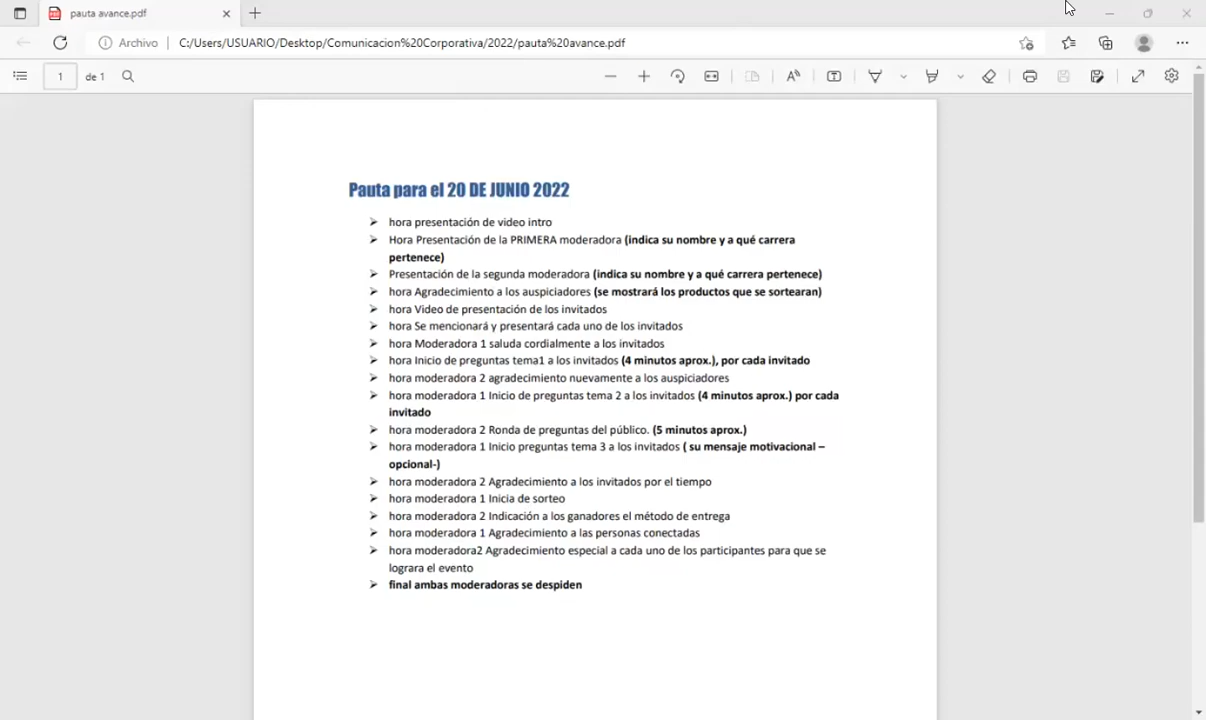 pauta avance.pdf
Archivo
C:/Users/USUARIO/Desktop/Comunicacion%20Corporativa/2022/pauta%20avance.pdf
1 de 1
Pauta para el 20 DE JUNIO 2022
➤ hora presentación de video intro
➤ Hora Presentación de la PRIMERA moderadora (indica su nombre y a qué carrera
pertenece)
➤ Presentación de la segunda moderadora (indica su nombre y a qué carrera pertenece)
➤ hora Agradecimiento a los auspiciadores (se mostrará los productos que se sortearan)
➤ hora Video de presentación de los invitados
➤ hora Se mencionará y presentará cada uno de los invitados
➤ hora Moderadora 1 saluda cordialmente a los invitados
➤ hora Inicio de preguntas tema1 a los invitados (4 minutos aprox.), por cada invitado
➤ hora moderadora 2 agradecimiento nuevamente a los auspiciadores
➤ hora moderadora 1 Inicio de preguntas tema 2 a los invitados (4 minutos aprox.) por cada
invitado
➤ hora moderadora 2 Ronda de preguntas del público. (5 minutos aprox.)
➤ hora moderadora 1 Inicio preguntas tema 3 a los invitados ( su mensaje motivacional –
opcional-)
➤ hora moderadora 2 Agradecimiento a los invitados por el tiempo
➤ hora moderadora 1 Inicia de sorteo
➤ hora moderadora 2 Indicación a los ganadores el método de entrega
➤ hora moderadora 1 Agradecimiento a las personas conectadas
➤ hora moderadora2 Agradecimiento especial a cada uno de los participantes para que se
lograra el evento
➤ final ambas moderadoras se despiden